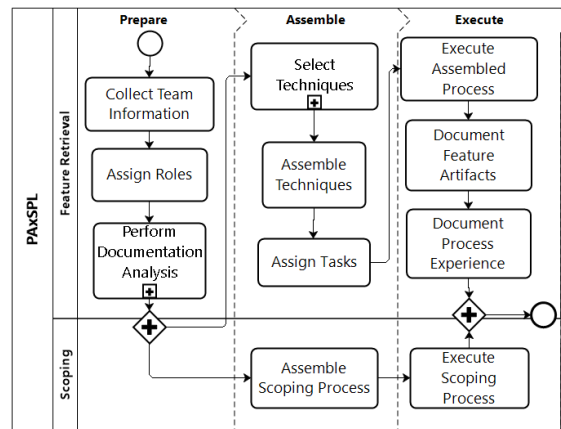 Prepare
Assemble
Execute
PAxSPL
Feature Retrieval
Collect Team
Information
Assign Roles
Perform
Documentation
Analysis
Select
Techniques
Assemble
Techniques
Assign Tasks
Execute
Assembled
Process
Document
Feature
Artifacts
Document
Process
Experience
Scoping
Assemble
Scoping Process
Execute
Scoping
Process